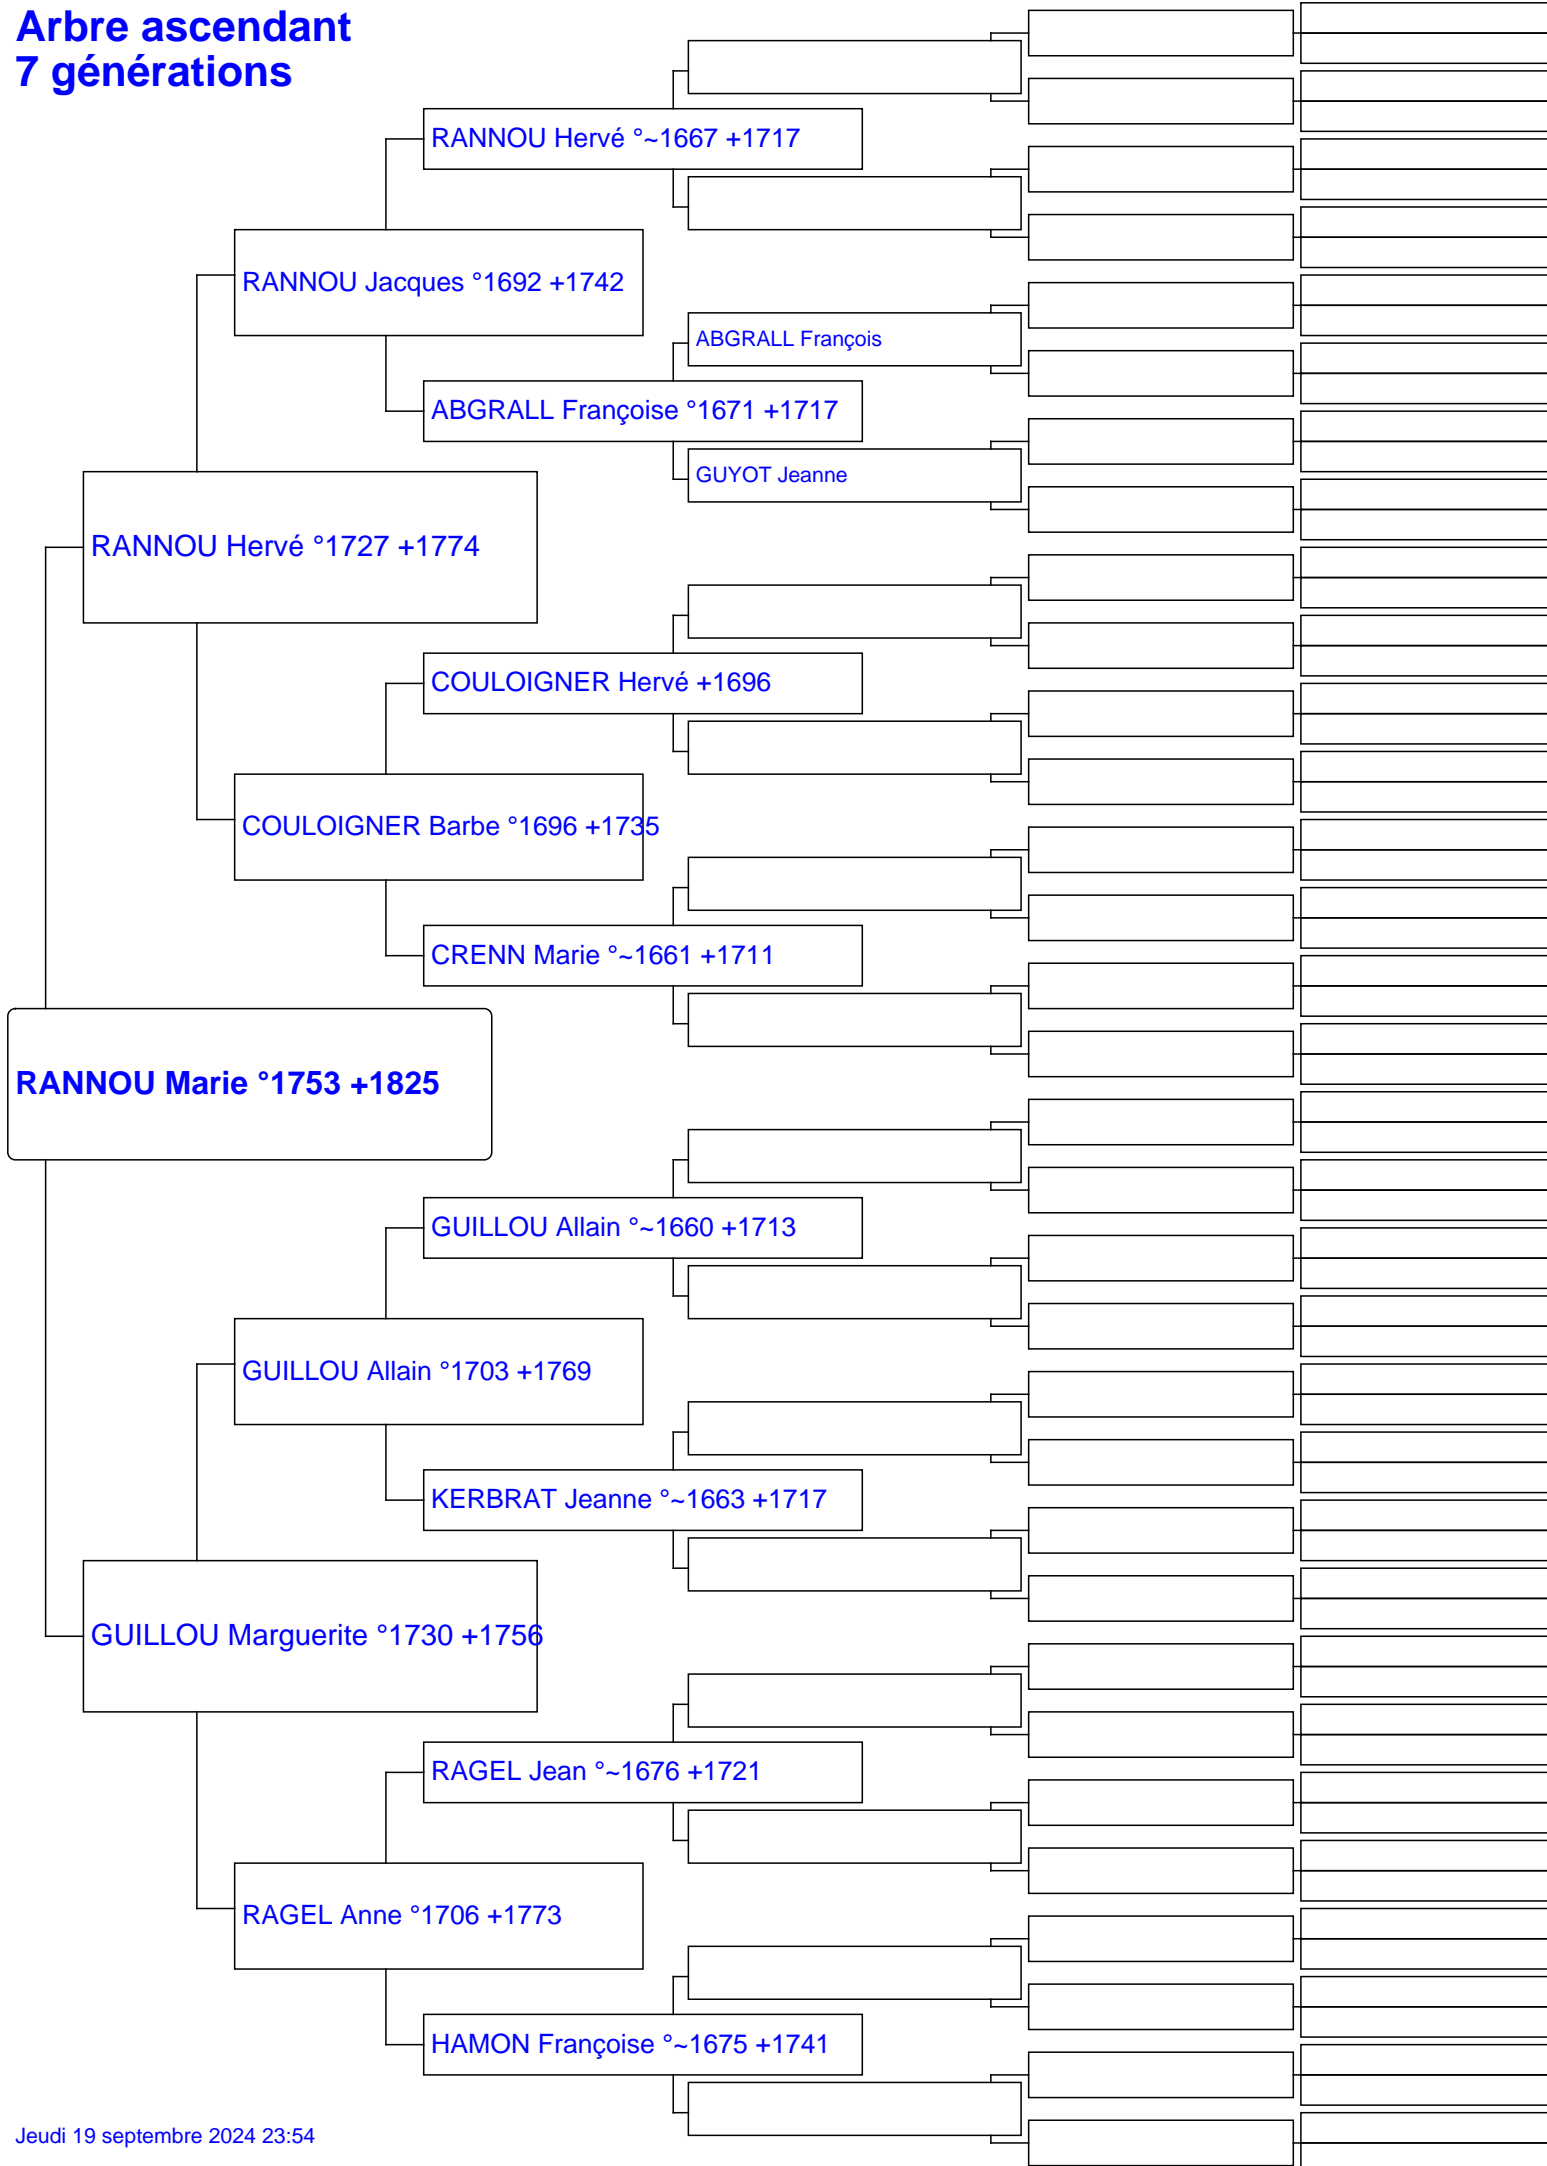 Arbre ascendant
7 générations
RANNOU Hervé °~1667 +1717
RANNOU Jacques °1692 +1742
ABGRALL François
ABGRALL Françoise °1671 +1717
GUYOT Jeanne
RANNOU Hervé °1727 +1774
COULOIGNER Hervé +1696
COULOIGNER Barbe °1696 +1735
CRENN Marie °~1661 +1711
RANNOU Marie °1753 +1825
GUILLOU Allain °~1660 +1713
GUILLOU Allain °1703 +1769
KERBRAT Jeanne °~1663 +1717
GUILLOU Marguerite °1730 +1756
RAGEL Jean °~1676 +1721
RAGEL Anne °1706 +1773
HAMON Françoise °~1675 +1741
Jeudi 19 septembre 2024 23:54